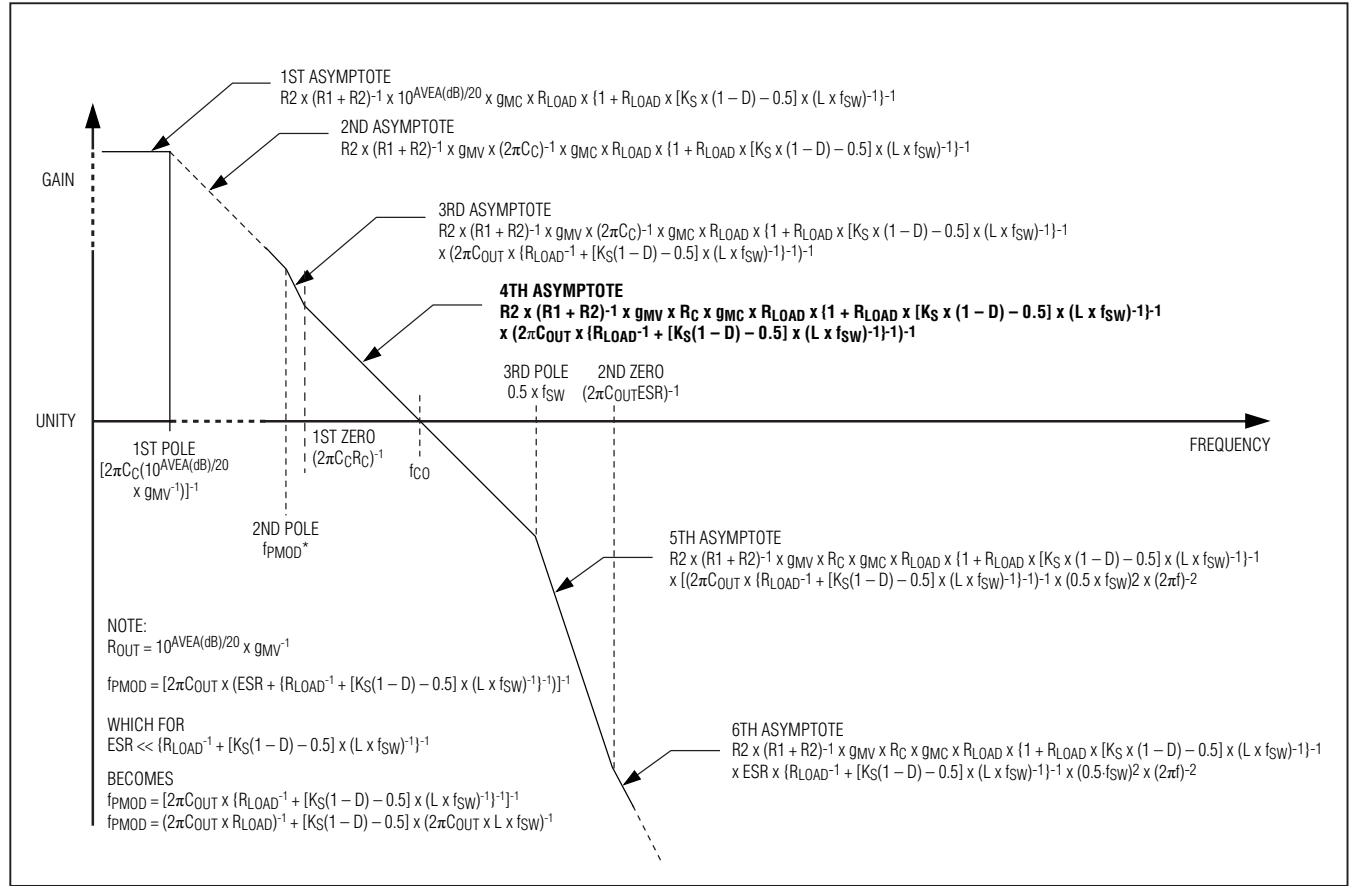 1ST ASYMPTOTE
R2 x (R1 + R2)⁻¹ x 10^AVEA(dB)/20 x gMC x RLOAD x {1 + RLOAD x [KS x (1 – D) – 0.5] x (L x fSW)⁻¹}⁻¹
2ND ASYMPTOTE
R2 x (R1 + R2)⁻¹ x gMV x (2πCC)⁻¹ x gMC x RLOAD x {1 + RLOAD x [KS x (1 – D) – 0.5] x (L x fSW)⁻¹}⁻¹
GAIN
3RD ASYMPTOTE
R2 x (R1 + R2)⁻¹ x gMV x (2πCC)⁻¹ x gMC x RLOAD x {1 + RLOAD x [KS x (1 – D) – 0.5] x (L x fSW)⁻¹}⁻¹
x (2πCOUT x {RLOAD⁻¹ + [KS(1 – D) – 0.5] x (L x fSW)⁻¹}⁻¹)⁻¹
4TH ASYMPTOTE
R2 x (R1 + R2)⁻¹ x gMV x RC x gMC x RLOAD x {1 + RLOAD x [KS x (1 – D) – 0.5] x (L x fSW)⁻¹}⁻¹
x (2πCOUT x {RLOAD⁻¹ + [KS(1 – D) – 0.5] x (L x fSW)⁻¹}⁻¹)⁻¹
3RD POLE
0.5 x fSW
2ND ZERO
(2πCOUTESR)⁻¹
UNITY
FREQUENCY
1ST POLE
[2πCC(10^AVEA(dB)/20
x gMV⁻¹)]⁻¹
1ST ZERO
(2πCCRC)⁻¹
fCO
2ND POLE
fPMOD*
5TH ASYMPTOTE
R2 x (R1 + R2)⁻¹ x gMV x RC x gMC x RLOAD x {1 + RLOAD x [KS x (1 – D) – 0.5] x (L x fSW)⁻¹}⁻¹
x [(2πCOUT x {RLOAD⁻¹ + [KS(1 – D) – 0.5] x (L x fSW)⁻¹}⁻¹)⁻¹ x (0.5 x fSW)² x (2πf)⁻²
NOTE:
ROUT = 10^AVEA(dB)/20 x gMV⁻¹
fPMOD = [2πCOUT x (ESR + {RLOAD⁻¹ + [KS(1 – D) – 0.5] x (L x fSW)⁻¹}⁻¹)]⁻¹
WHICH FOR
ESR << {RLOAD⁻¹ + [KS(1 – D) – 0.5] x (L x fSW)⁻¹}⁻¹
BECOMES
fPMOD = [2πCOUT x {RLOAD⁻¹ + [KS(1 – D) – 0.5] x (L x fSW)⁻¹}⁻¹]⁻¹
fPMOD = (2πCOUT x RLOAD)⁻¹ + [KS(1 – D) – 0.5] x (2πCOUT x L x fSW)⁻¹
6TH ASYMPTOTE
R2 x (R1 + R2)⁻¹ x gMV x RC x gMC x RLOAD x {1 + RLOAD x [KS x (1 – D) – 0.5] x (L x fSW)⁻¹}⁻¹
x ESR x {RLOAD⁻¹ + [KS(1 – D) – 0.5] x (L x fSW)⁻¹}⁻¹ x (0.5·fSW)² x (2πf)⁻²